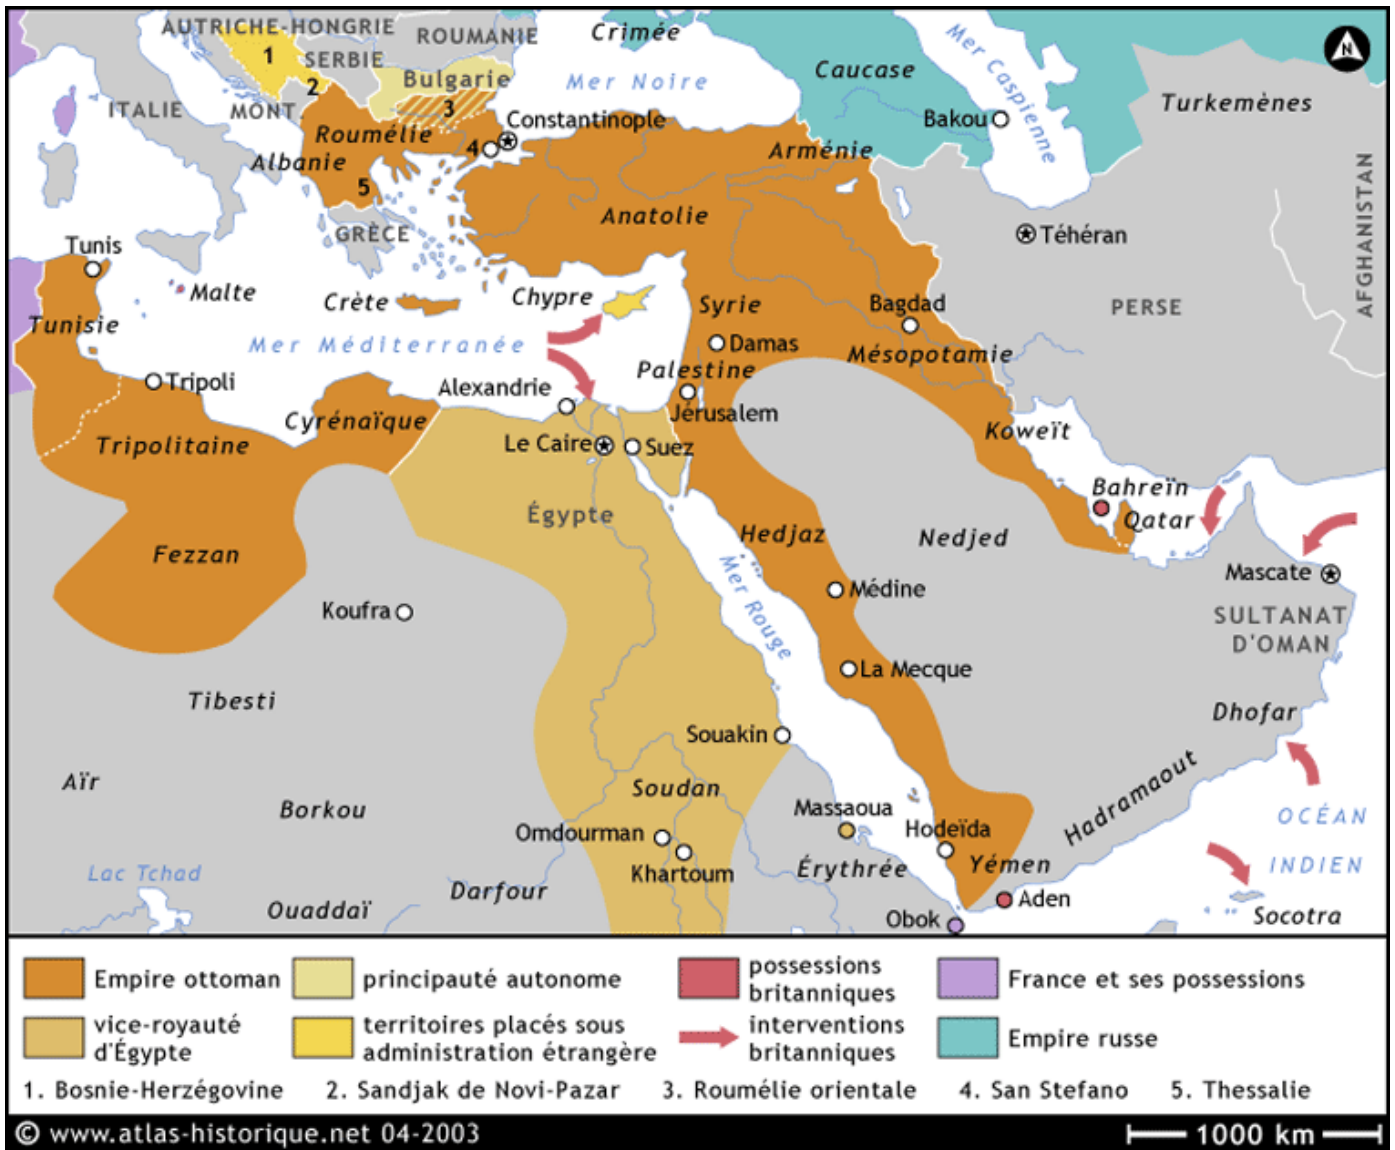 AUTRICHE-HONGRIE
ROUMANIE
Crimée
N
1
SERBIE
Caucase
Mer Caspienne
2
Bulgarie
Mer Noire
Turkemènes
ITALIE
MONT.
3
Constantinople
Bakou
Roumélie
4
Arménie
Albanie
5
AFGHANISTAN
Anatolie
GRÈCE
Téhéran
Tunis
Malte
Crète
Chypre
Syrie
Bagdad
PERSE
Tunisie
Mer Méditerranée
Damas
Mésopotamie
Palestine
Tripoli
Alexandrie
Jérusalem
Cyrénaïque
Koweït
Tripolitaine
Le Caire
Suez
Bahreïn
Égypte
Qatar
Hedjaz
Nedjed
Fezzan
Mascate
Mer Rouge
Médine
Koufra
SULTANAT
D'OMAN
La Mecque
Tibesti
Dhofar
Souakin
Aïr
Soudan
Hadramaout
Borkou
Massaoua
OCÉAN
Omdourman
Hodeïda
INDIEN
Lac Tchad
Khartoum
Érythrée
Yémen
Darfour
Aden
Ouaddaï
Obok
Socotra
Empire ottoman
principauté autonome
possessions
britanniques
France et ses possessions
vice-royauté
d'Égypte
territoires placés sous
administration étrangère
interventions
britanniques
Empire russe
1. Bosnie-Herzégovine 2. Sandjak de Novi-Pazar 3. Roumélie orientale 4. San Stefano 5. Thessalie
© www.atlas-historique.net 04-2003
1000 km